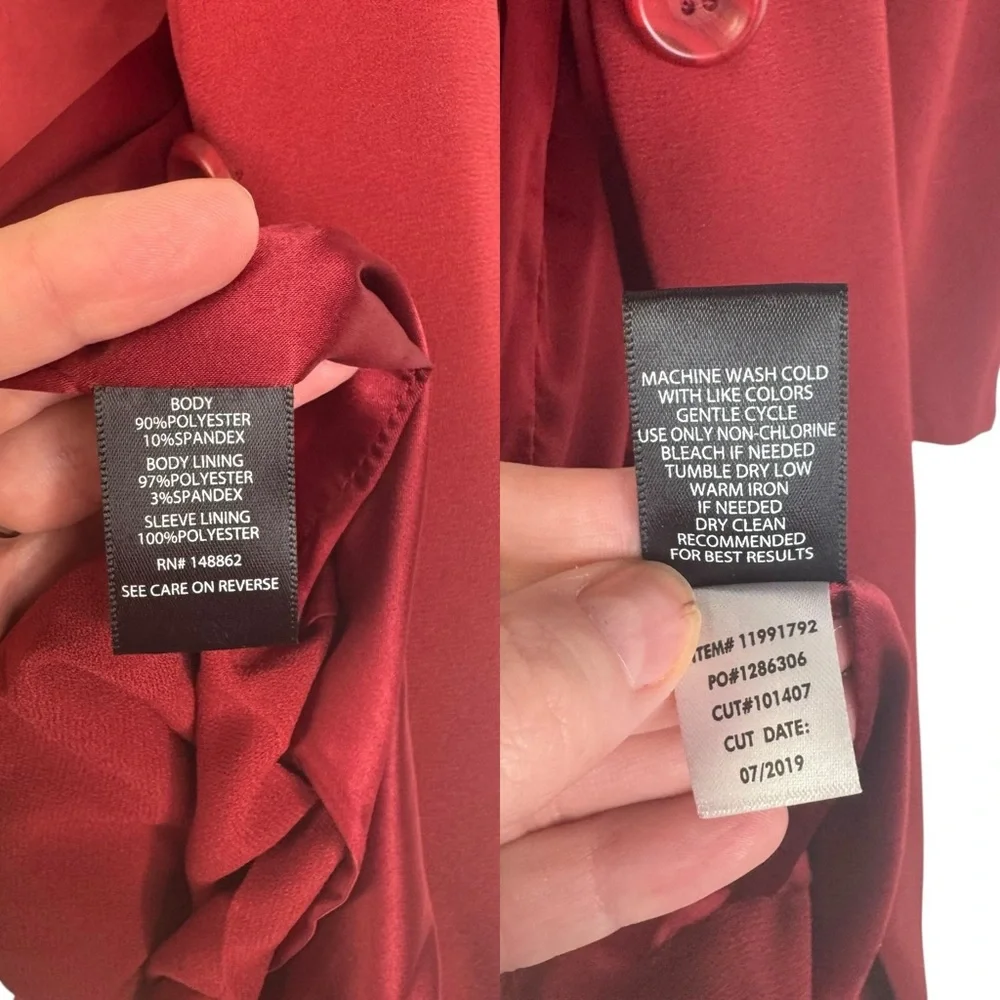 BODY
90%POLYESTER
10%SPANDEX
BODY LINING
97%POLYESTER
3%SPANDEX
SLEEVE LINING
100%POLYESTER
RN# 148862
SEE CARE ON REVERSE
MACHINE WASH COLD
WITH LIKE COLORS
GENTLE CYCLE
USE ONLY NON-CHLORINE
BLEACH IF NEEDED
TUMBLE DRY LOW
WARM IRON
IF NEEDED
DRY CLEAN
RECOMMENDED
FOR BEST RESULTS
ITEM# 11991792
PO#1286306
CUT#101407
CUT DATE:
07/2019